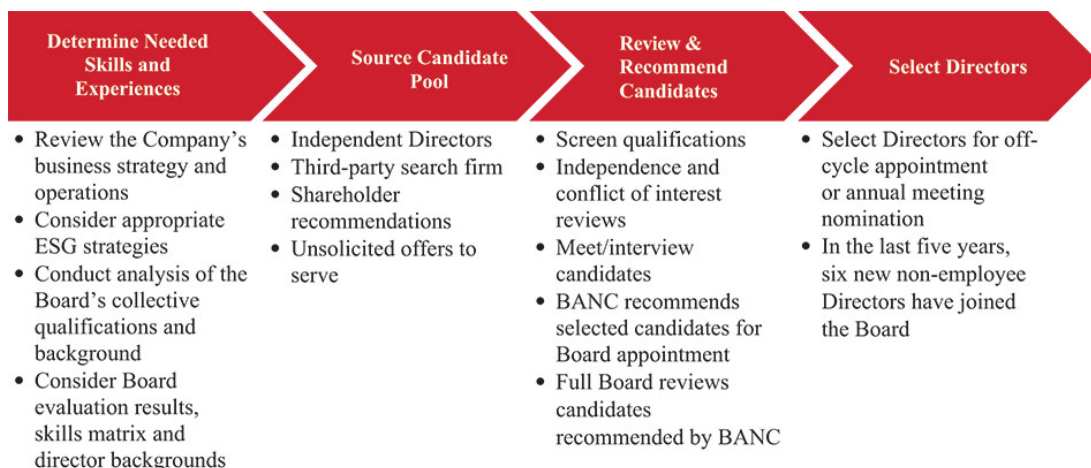 Determine Needed
Skills and
Experiences
• Review the Company’s
business strategy and
operations
• Consider appropriate
ESG strategies
• Conduct analysis of the
Board’s collective
qualifications and
background
• Consider Board
evaluation results,
skills matrix and
director backgrounds
Source Candidate
Pool
• Independent Directors
• Third-party search firm
• Shareholder
recommendations
• Unsolicited offers to
serve
Review &
Recommend
Candidates
• Screen qualifications
• Independence and
conflict of interest
reviews
• Meet/interview
candidates
• BANC recommends
selected candidates for
Board appointment
• Full Board reviews
candidates
recommended by BANC
Select Directors
• Select Directors for off-
cycle appointment
or annual meeting
nomination
• In the last five years,
six new non-employee
Directors have joined
the Board